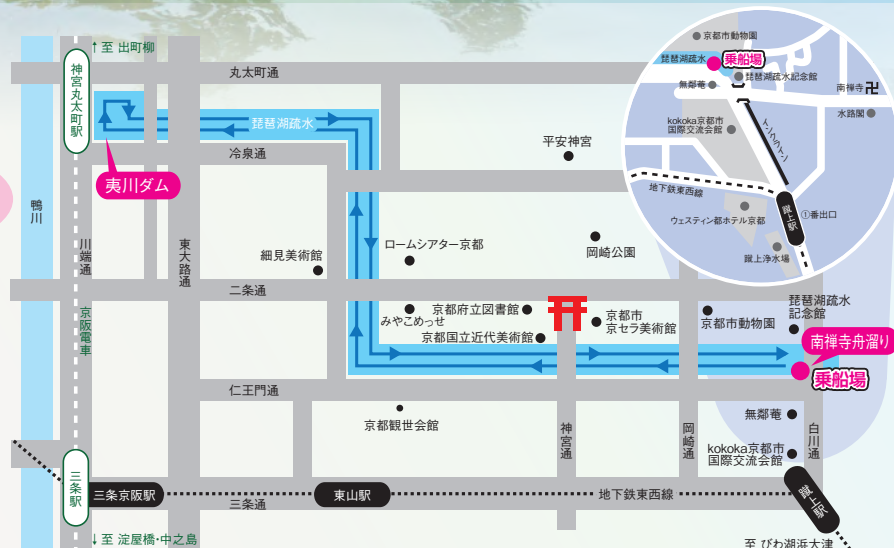 ↑至 出町柳
神宮丸太町駅
丸太町通
琵琶湖疏水
冷泉通
夷川ダム
鴨川
川端通
東大路通
京阪電車
平安神宮
細見美術館
ロームシアター京都
岡崎公園
二条通
みやこめっせ
京都府立図書館
京都国立近代美術館
京都市
京セラ美術館
京都市動物園
琵琶湖疏水
記念館
南禅寺舟溜り
乗船場
仁王門通
京都観世会館
神宮通
岡崎通
白川通
無鄰菴
kokoka京都市
国際交流会館
三条駅
三条京阪駅
三条通
東山駅
地下鉄東西線
蹴上駅
↓至 淀屋橋・中之島
至 びわ湖浜大津
京都市動物園
琵琶湖疏水
乗船場
琵琶湖疏水記念館
無鄰菴
南禅寺
卍
水路閣
kokoka京都市
国際交流会館
インクライン
地下鉄東西線
ウェスティン都ホテル京都
蹴上駅
①番出口
蹴上浄水場